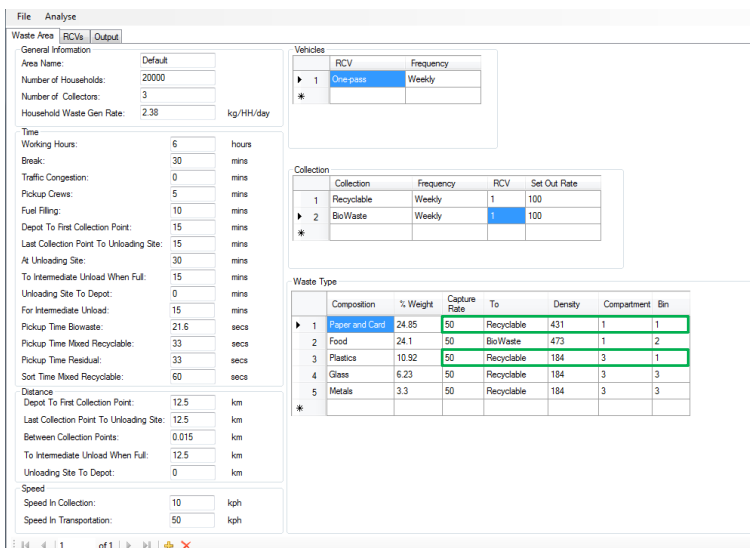 File Analyse
Waste Area RCVs Output
General Information
Area Name: Default
Number of Households: 20000
Number of Collectors: 3
Household Waste Gen Rate: 2.38 kg/HH/day
Time
Working Hours: 6 hours
Break: 30 mins
Traffic Congestion: 0 mins
Pickup Crews: 5 mins
Fuel Filling: 10 mins
Depot To First Collection Point: 15 mins
Last Collection Point To Unloading Site: 15 mins
At Unloading Site: 30 mins
To Intermediate Unload When Full: 15 mins
Unloading Site To Depot: 0 mins
For Intermediate Unload: 15 mins
Pickup Time Biowaste: 21.6 secs
Pickup Time Mixed Recyclable: 33 secs
Pickup Time Residual: 33 secs
Sort Time Mixed Recyclable: 60 secs
Distance
Depot To First Collection Point: 12.5 km
Last Collection Point To Unloading Site: 12.5 km
Between Collection Points: 0.015 km
To Intermediate Unload When Full: 12.5 km
Unloading Site To Depot: 0 km
Speed
Speed In Collection: 10 kph
Speed In Transportation: 50 kph
1 of 1
Vehicles
RCV Frequency
1 One-pass Weekly
Collection
Collection Frequency RCV Set Out Rate
1 Recyclable Weekly 1 100
2 BioWaste Weekly 1 100
Waste Type
Composition % Weight Capture Rate To Density Compartment Bin
1 Paper and Card 24.85 50 Recyclable 431 1 1
2 Food 24.1 50 BioWaste 473 1 2
3 Plastics 10.92 50 Recyclable 184 3 1
4 Glass 6.23 50 Recyclable 184 3 3
5 Metals 3.3 50 Recyclable 184 3 3